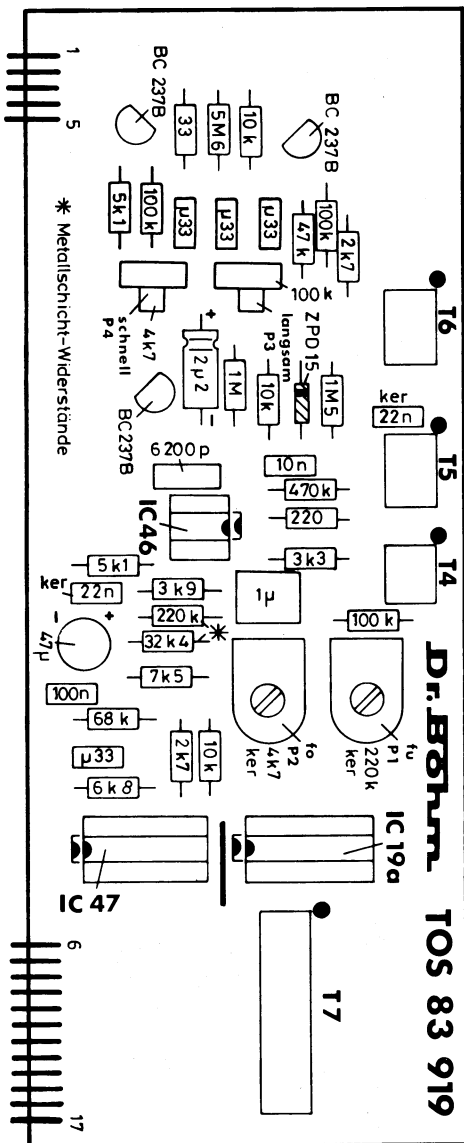 1
5
BC 237B
33
5M6
10k
BC 237B
5k1
100k
µ33
µ33
µ33
47k
100k
2k7
* Metallschicht-Widerstände
schnell
P4
4k7
langsam
P3
100k
T6
+
2µ2
-
1M
10k
ZPD15
1M5
ker
22n
BC237B
6200p
10n
470k
T5
IC46
220
5k1
3k3
T4
ker
22n
3k9
1µ
220k
*
100k
-
+
47µ
32k4
7k5
100n
68k
fo
P2
4k7
ker
fu
P1
220k
ker
Dr. Böhm
µ33
2k7
10k
6k8
IC 47
IC 19a
TOS 83 919
T7
6
17